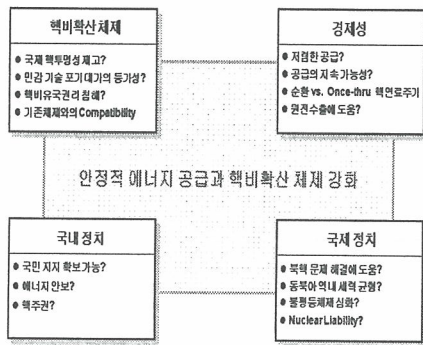 핵비확산 체제
● 국제 핵투명성 제고?
● 민감 기술 포기 대가의 등가성?
● 핵비유국 권리 침해?
● 기존체제와의 Compatibility
경제성
● 저렴한 공급?
● 공급의 지속 가능성?
● 순환 vs. Once-thru 핵연료주기
● 원전수출에 도움?
안정적 에너지 공급과 핵비확산 체제 강화
국내 정치
● 국민 지지 확보가능?
● 에너지 안보?
● 핵주권?
국제 정치
● 북핵 문제 해결에 도움?
● 동북아 역내 세력 균형?
● 불평등체제 심화?
● Nuclear Liability?